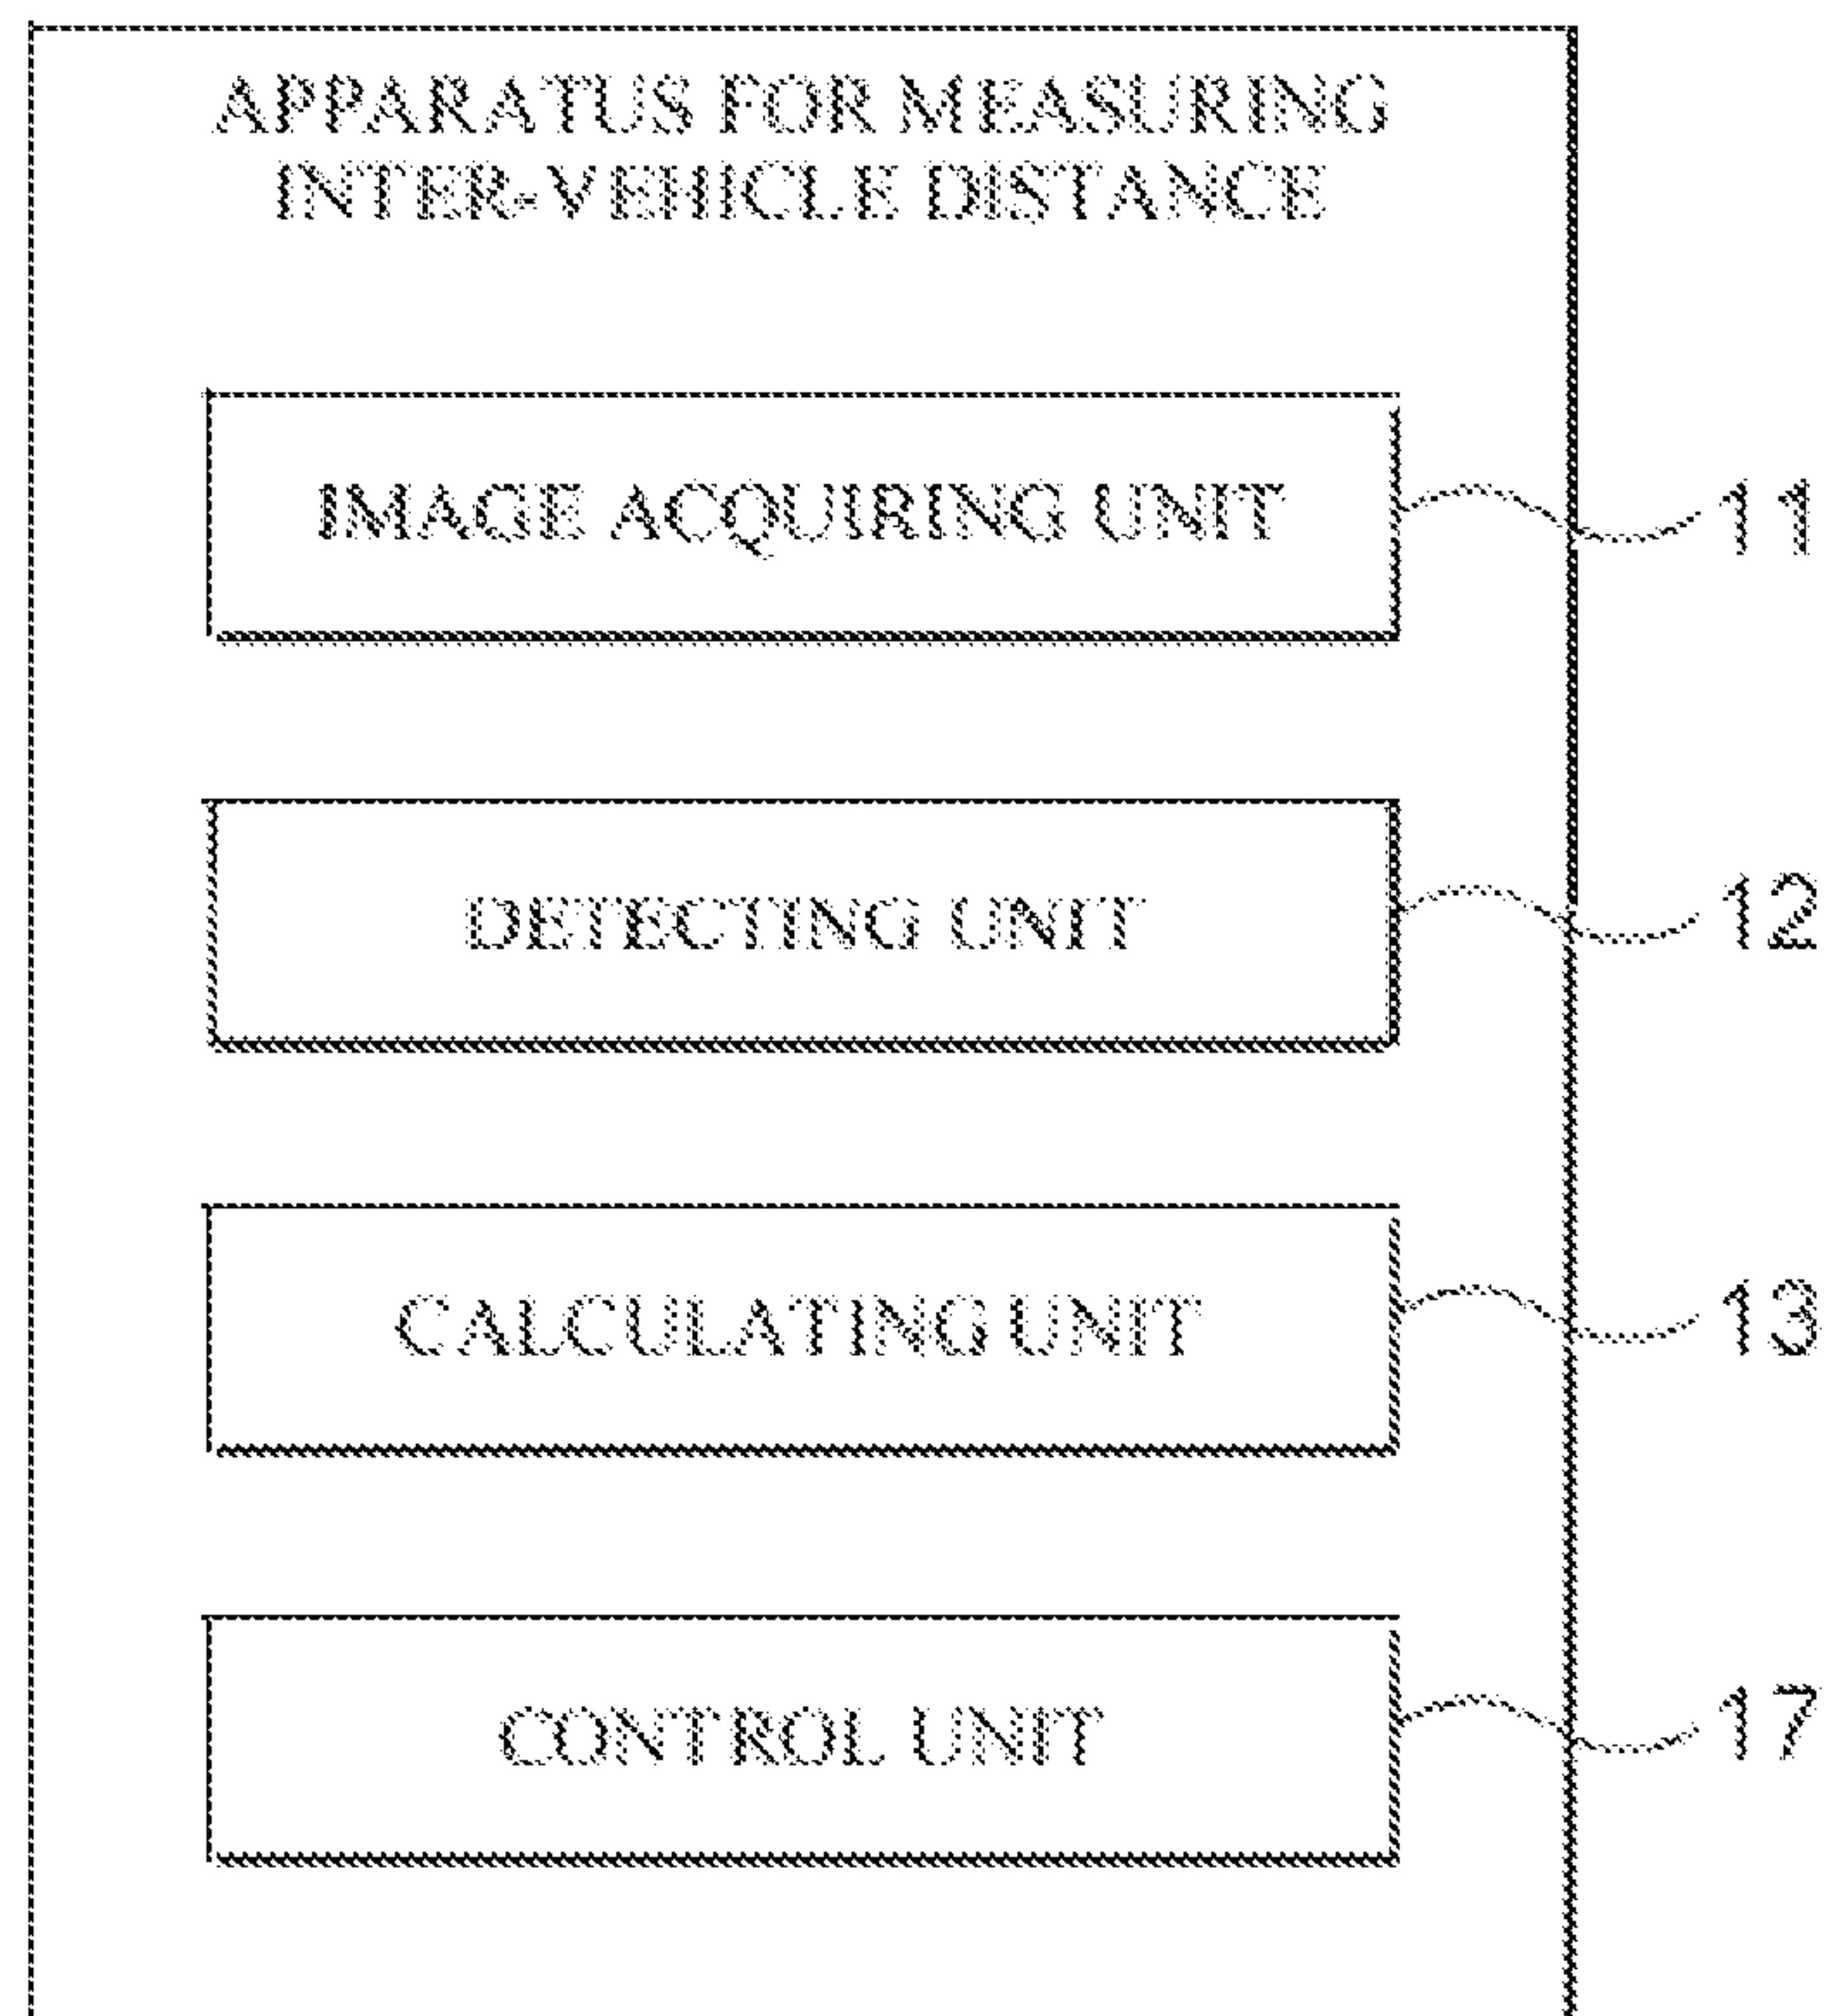 APPARATUS FOR MEASURING
INTER-VEHICLE DISTANCE
IMAGE ACQUIRING UNIT
11
DETECTING UNIT
12
CALCULATING UNIT
13
CONTROL UNIT
17